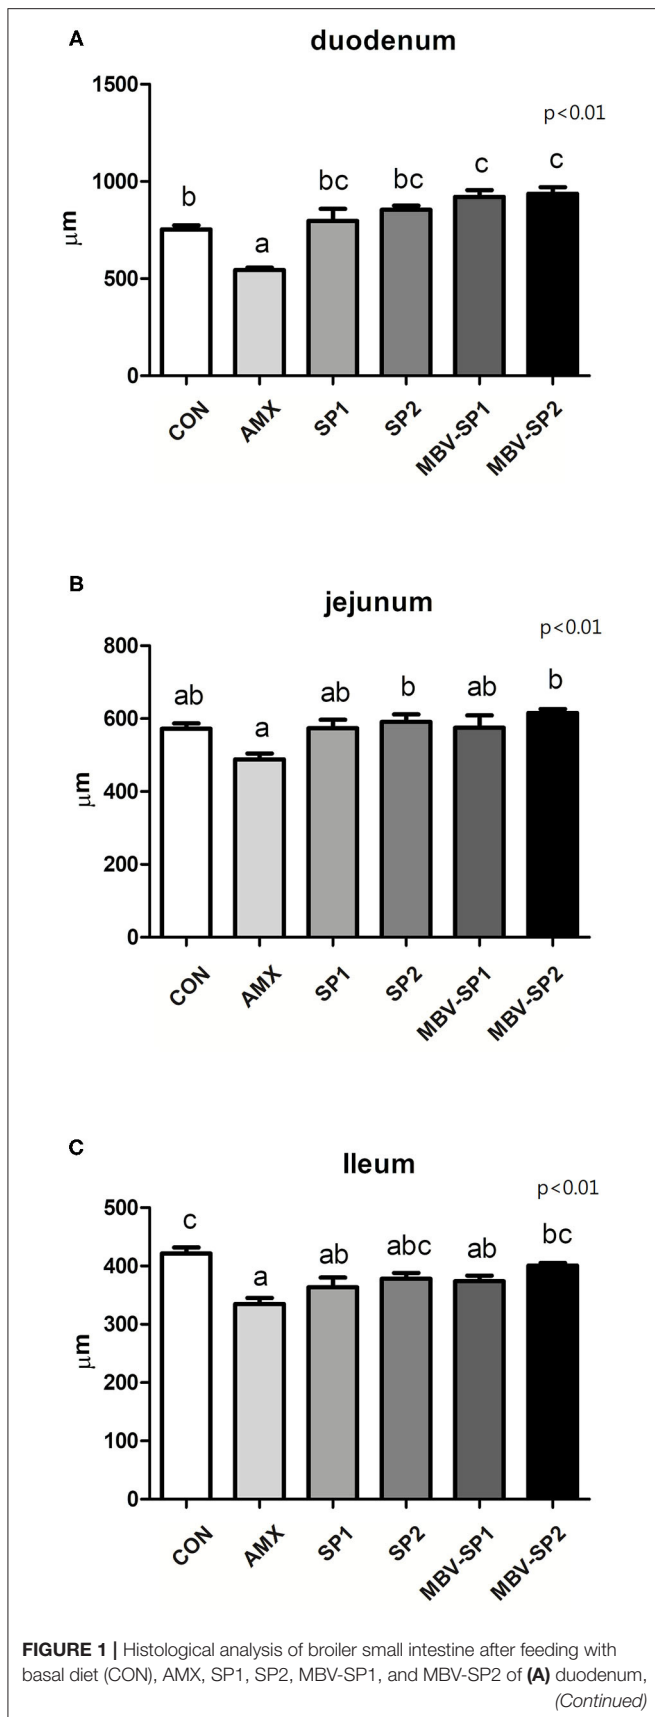 A
duodenum
1500
p<0.01
c
c
bc
bc
1000
b
a
μm
500
0
CON
AMX
SP1
SP2
MBV-SP1
MBV-SP2
B
jejunum
p<0.01
800
b
ab
b
ab
ab
a
600
μm
400
200
0
CON
AMX
SP1
SP2
MBV-SP1
MBV-SP2
C
Ileum
p<0.01
500
c
bc
abc
ab
ab
a
400
300
μm
200
100
0
CON
AMX
SP1
SP2
MBV-SP1
MBV-SP2
FIGURE 1 | Histological analysis of broiler small intestine after feeding with
basal diet (CON), AMX, SP1, SP2, MBV-SP1, and MBV-SP2 of (A) duodenum,
(Continued)